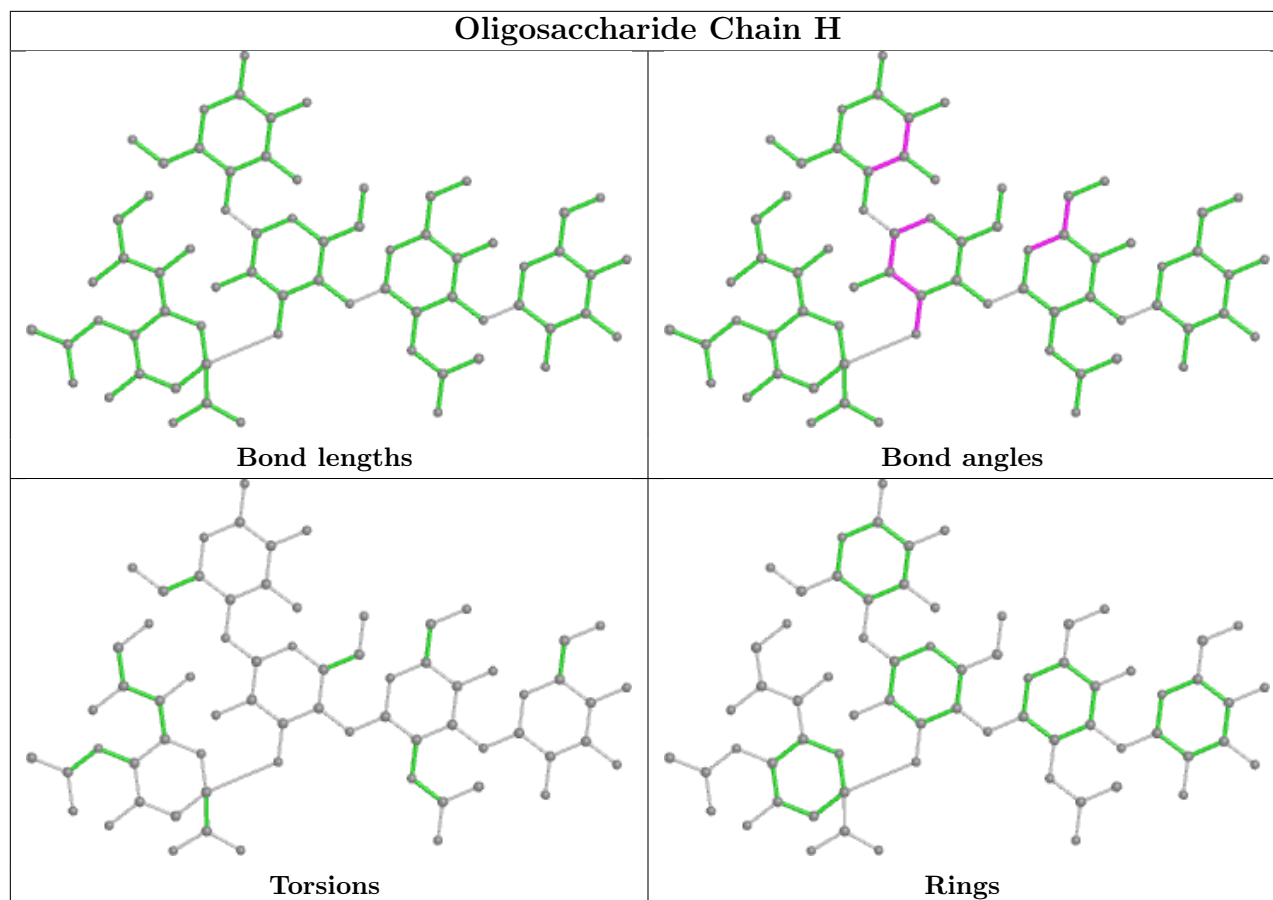 Oligosaccharide Chain H
Bond lengths
Bond angles
Torsions
Rings